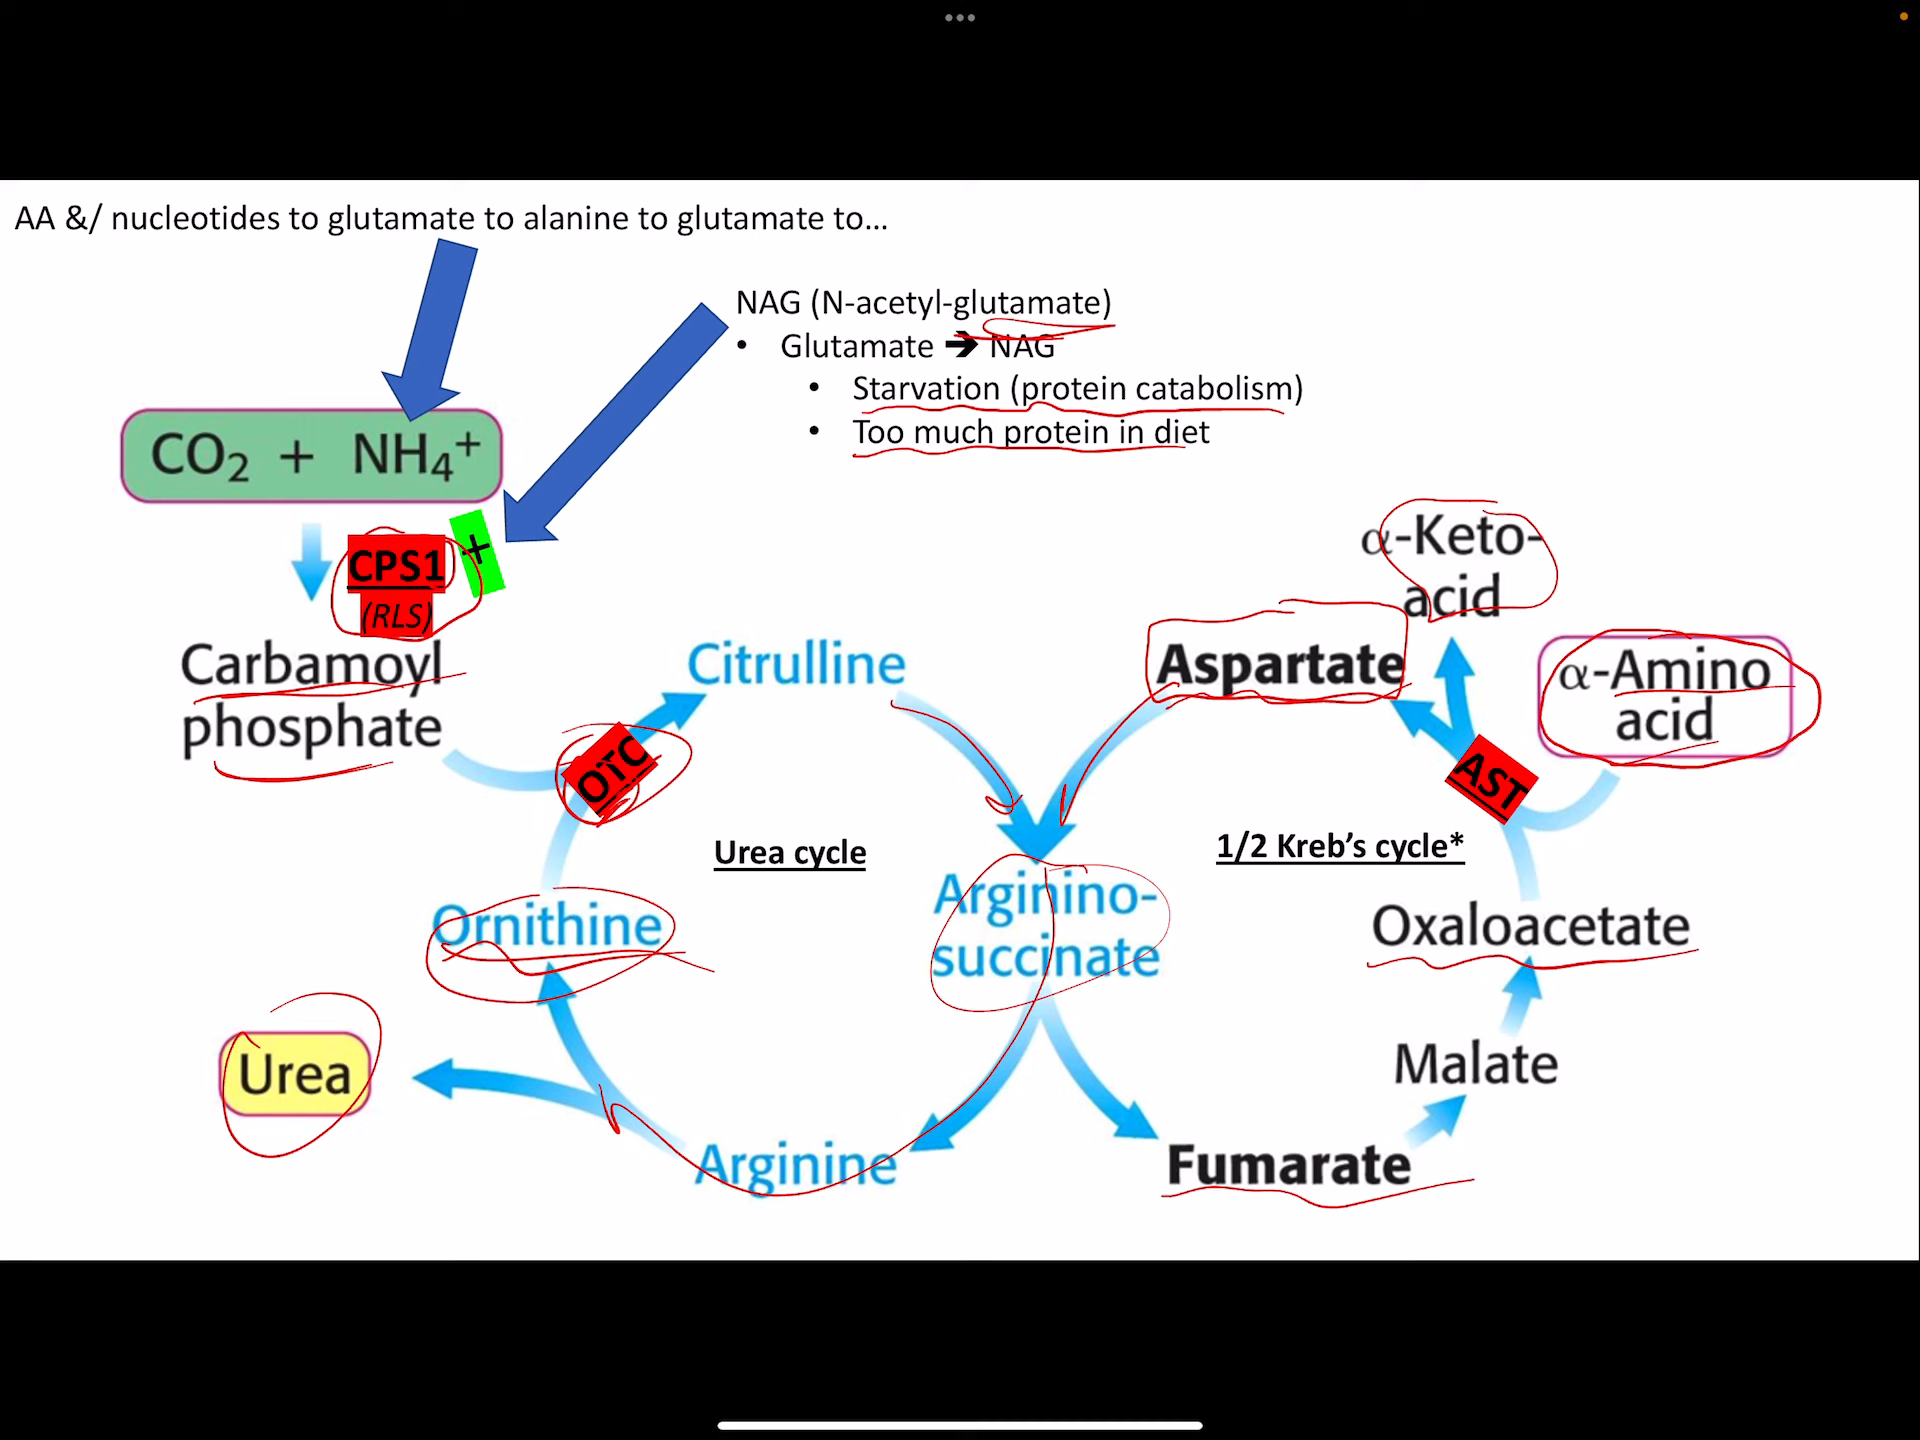 AA &/ nucleotides to glutamate to alanine to glutamate to...
NAG (N-acetyl-glutamate)
• Glutamate ➔ NAG
• Starvation (protein catabolism)
• Too much protein in diet
CO₂ + NH₄⁺
CPS1
(RLS)
+
Carbamoyl
phosphate
OTC
Citrulline
Aspartate
α-Keto-
acid
α-Amino
acid
AST
Urea cycle
1/2 Kreb’s cycle*
Ornithine
Arginino-
succinate
Oxaloacetate
Urea
Malate
Arginine
Fumarate